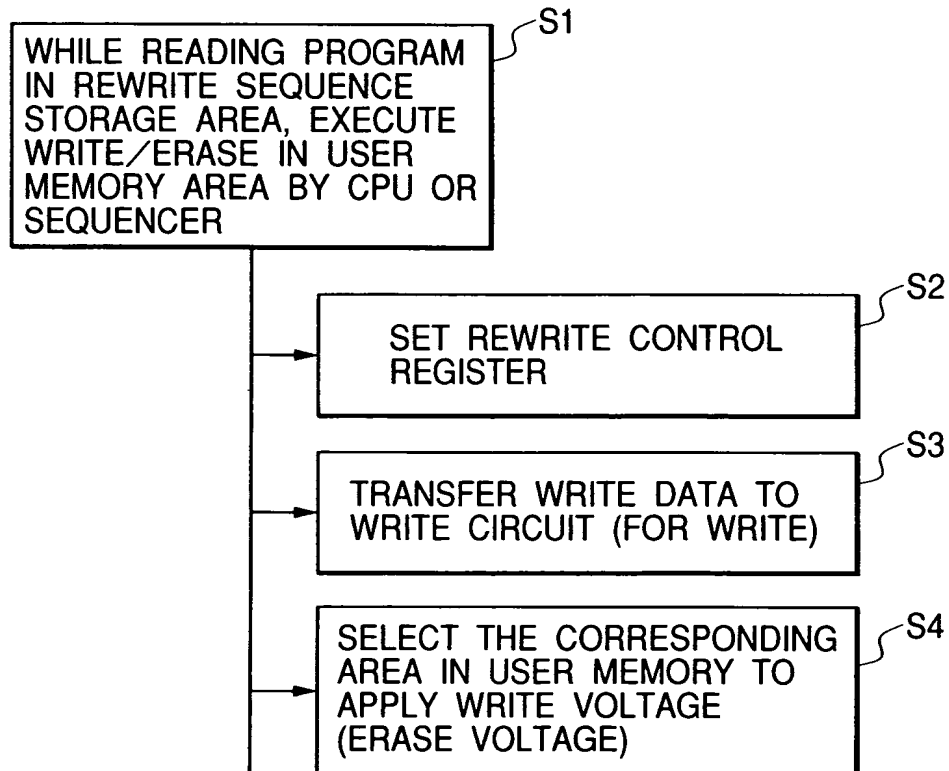 S1
WHILE READING PROGRAM
IN REWRITE SEQUENCE
STORAGE AREA, EXECUTE
WRITE/ERASE IN USER
MEMORY AREA BY CPU OR
SEQUENCER
S2
SET REWRITE CONTROL
REGISTER
S3
TRANSFER WRITE DATA TO
WRITE CIRCUIT (FOR WRITE)
S4
SELECT THE CORRESPONDING
AREA IN USER MEMORY TO
APPLY WRITE VOLTAGE
(ERASE VOLTAGE)